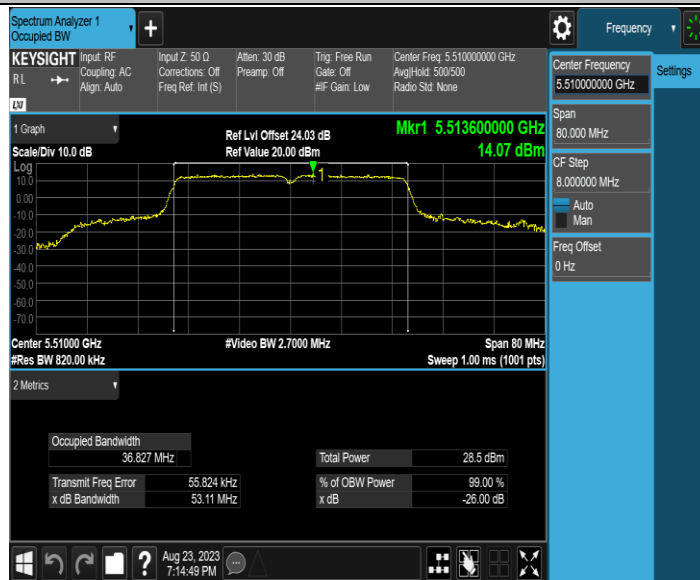 Spectrum Analyzer 1
Occupied BW
Frequency
KEYSIGHT
R L
LXI
Input: RF
Coupling: AC
Align: Auto
Input Z: 50 Ω
Corrections: Off
Freq Ref: Int (S)
Atten: 30 dB
Preamp: Off
Trig: Free Run
Gate: Off
#IF Gain: Low
Center Freq: 5.510000000 GHz
Avg|Hold: 500/500
Radio Std: None
Center Frequency
5.510000000 GHz
Settings
Span
80.000 MHz
CF Step
8.000000 MHz
Auto
Man
Freq Offset
0 Hz
1 Graph
Scale/Div 10.0 dB
Ref Lvl Offset 24.03 dB
Ref Value 20.00 dBm
Mkr1 5.513600000 GHz
14.07 dBm
Log
10.0
0.00
-10.0
-20.0
-30.0
-40.0
-50.0
-60.0
-70.0
1
Center 5.51000 GHz
#Video BW 2.7000 MHz
Span 80 MHz
#Res BW 820.00 kHz
Sweep 1.00 ms (1001 pts)
2 Metrics
Occupied Bandwidth
36.827 MHz
Total Power 28.5 dBm
Transmit Freq Error 55.824 kHz
% of OBW Power 99.00 %
x dB Bandwidth 53.11 MHz
x dB -26.00 dB
Aug 23, 2023
7:14:49 PM